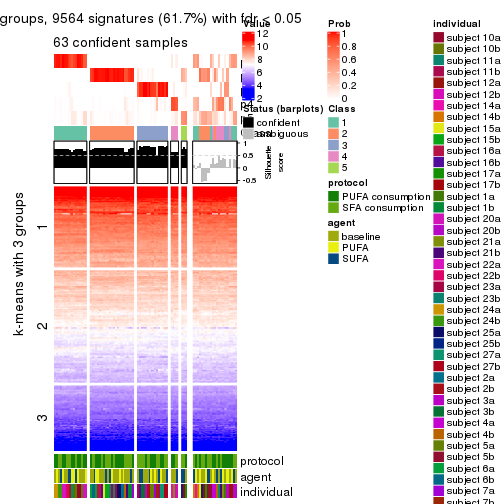 groups, 9564 signatures (61.7%) with fdr < 0.05
63 confident samples
k-means with 3 groups
1
2
3
p4
1
0.5
0
-0.5
Silhouette
score
protocol
agent
individual
Value
12
10
8
6
4
2
Status (barplots)
confident
ambiguous
Prob
1
0.8
0.6
0.4
0.2
0
Class
1
2
3
4
5
protocol
PUFA consumption
SFA consumption
agent
baseline
PUFA
SUFA
individual
subject 10a
subject 10b
subject 11a
subject 11b
subject 12a
subject 12b
subject 14a
subject 14b
subject 15a
subject 15b
subject 16a
subject 16b
subject 17a
subject 17b
subject 1a
subject 1b
subject 20a
subject 20b
subject 21a
subject 21b
subject 22a
subject 22b
subject 23a
subject 23b
subject 24a
subject 24b
subject 25a
subject 25b
subject 27a
subject 27b
subject 2a
subject 2b
subject 3a
subject 3b
subject 4a
subject 4b
subject 5a
subject 5b
subject 6a
subject 6b
subject 7a
subject 7b